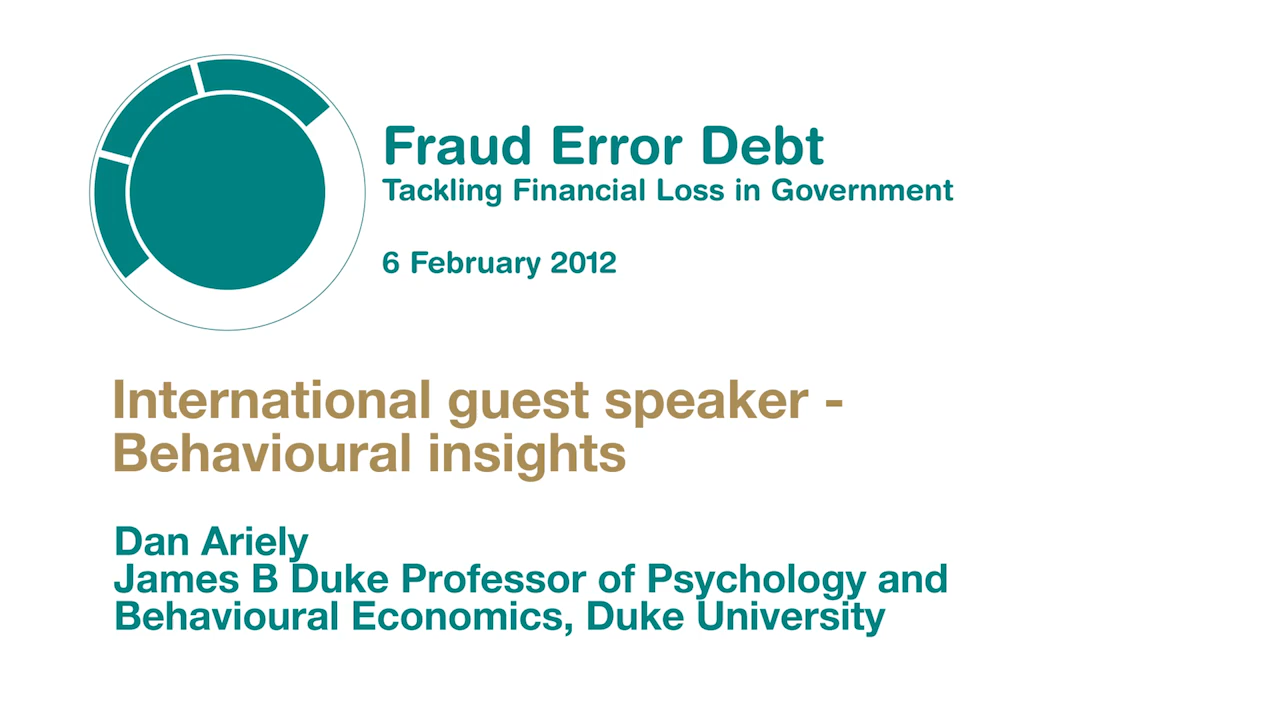 Fraud Error Debt
Tackling Financial Loss in Government
6 February 2012
International guest speaker -
Behavioural insights
Dan Ariely
James B Duke Professor of Psychology and
Behavioural Economics, Duke University